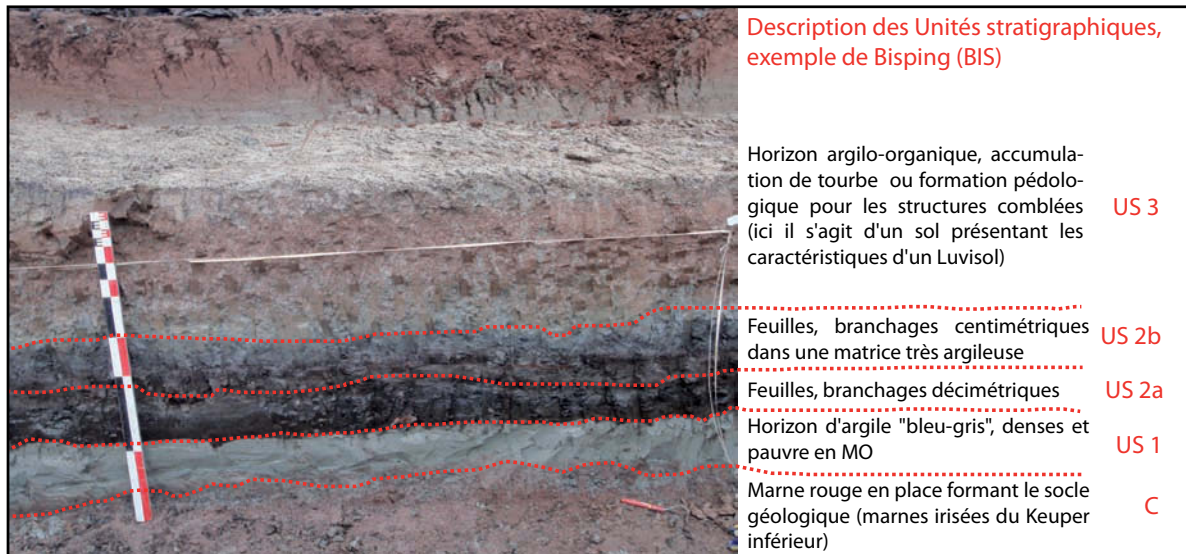 Description des Unités stratigraphiques,
exemple de Bisping (BIS)
Horizon argilo-organique, accumula-
tion de tourbe ou formation pédolo-
gique pour les structures comblées
(ici il s'agit d'un sol présentant les
caractéristiques d'un Luvisol)
US 3
Feuilles, branchages centimétriques
dans une matrice très argileuse
US 2b
Feuilles, branchages décimétriques
US 2a
Horizon d'argile "bleu-gris", denses et
pauvre en MO
US 1
Marne rouge en place formant le socle
géologique (marnes irisées du Keuper
inférieur)
C